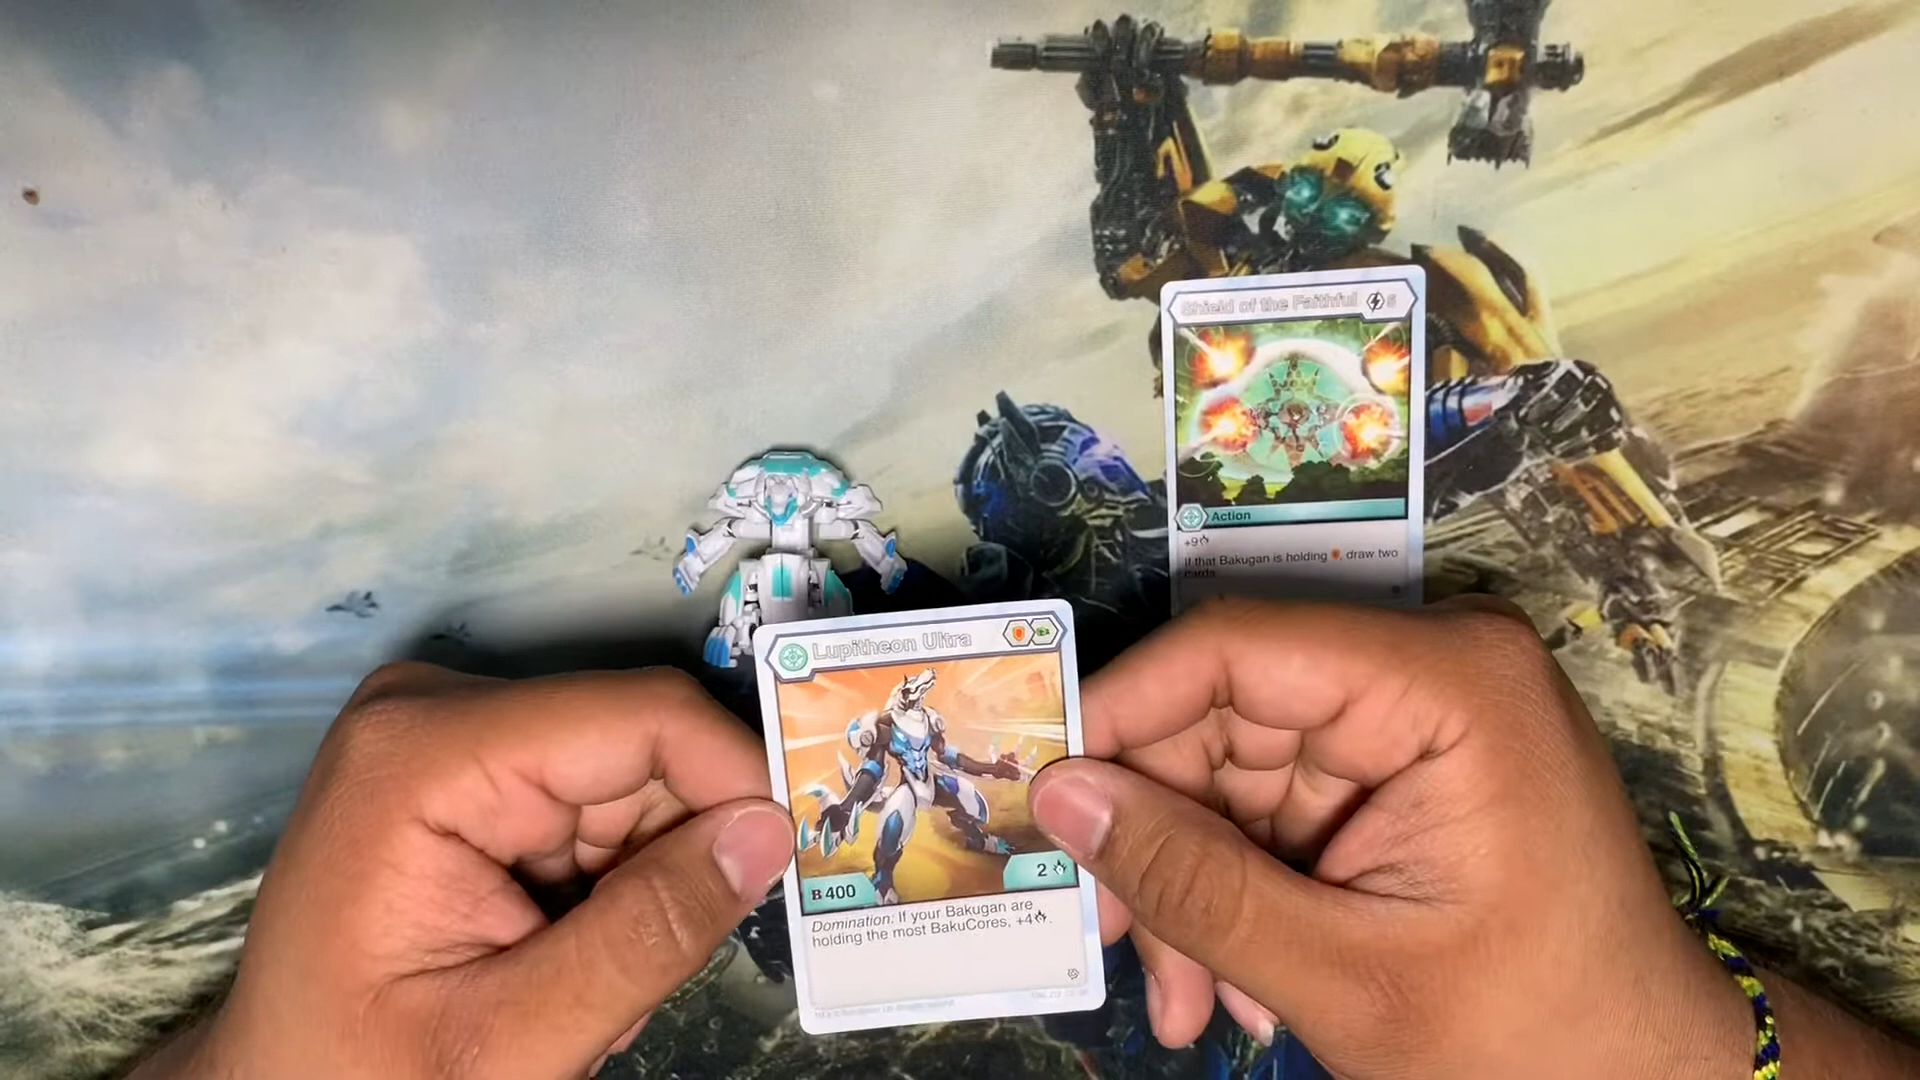 Shield of the Faithful 5
Action
+9
If that Bakugan is holding , draw two
cards
Lupitheon Ultra
B 400
2
Domination: If your Bakugan are
holding the most BakuCores, +4.